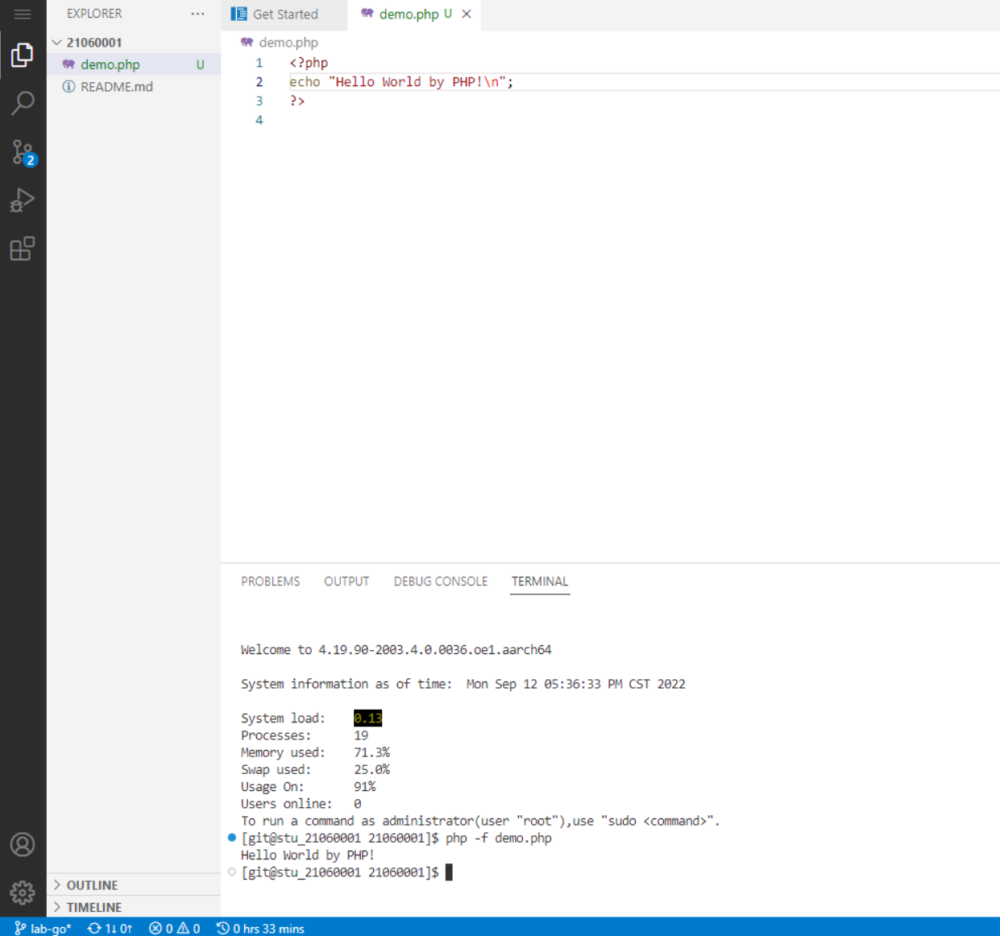 EXPLORER ...
Get Started
demo.php U
21060001
demo.php U
README.md
demo.php
1 <?php
2 echo "Hello World by PHP!\n";
3 ?>
4
2
PROBLEMS OUTPUT DEBUG CONSOLE TERMINAL
Welcome to 4.19.90-2003.4.0.0036.oe1.aarch64
System information as of time:  Mon Sep 12 05:36:33 PM CST 2022
System load: 0.13
Processes: 19
Memory used: 71.3%
Swap used: 25.0%
Usage On: 91%
Users online: 0
To run a command as administrator(user "root"),use "sudo <command>".
[git@stu_21060001 21060001]$ php -f demo.php
Hello World by PHP!
[git@stu_21060001 21060001]$
OUTLINE
TIMELINE
lab-go* 1↓ 0↑ 0 0 0 hrs 33 mins